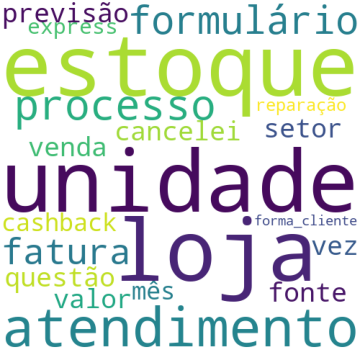 previsão formulário
express
estoque
processo
reparação
cancelei setor
venda
unidade
cashback loja forma_cliente
fatura vez
questão
valor mês fonte
atendimento